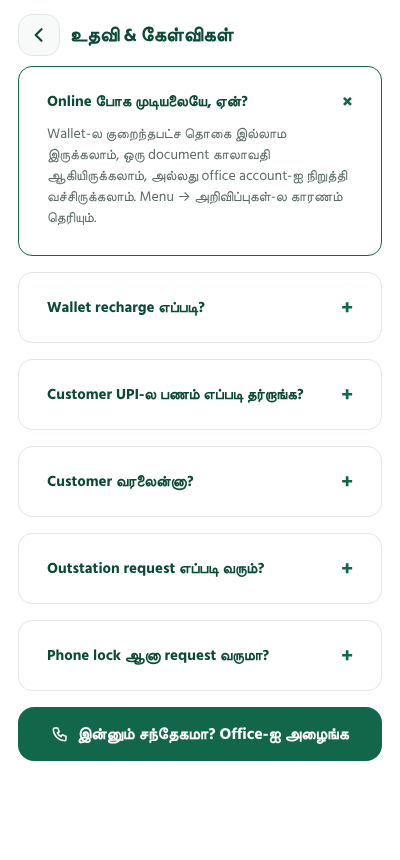 உதவி & கேள்விகள்
Online போக முடியலையே, ஏன்?
Wallet-ல குறைந்தபட்ச தொகை இல்லாம
இருக்கலாம், ஒரு document காலாவதி
ஆகியிருக்கலாம், அல்லது office account-ஐ நிறுத்தி
வச்சிருக்கலாம். Menu → அறிவிப்புகள்-ல காரணம்
தெரியும்.
Wallet recharge எப்படி?
Customer UPI-ல பணம் எப்படி தர்றாங்க?
Customer வரலைன்னா?
Outstation request எப்படி வரும்?
Phone lock ஆனா request வருமா?
இன்னும் சந்தேகமா? Office-ஐ அழைங்க